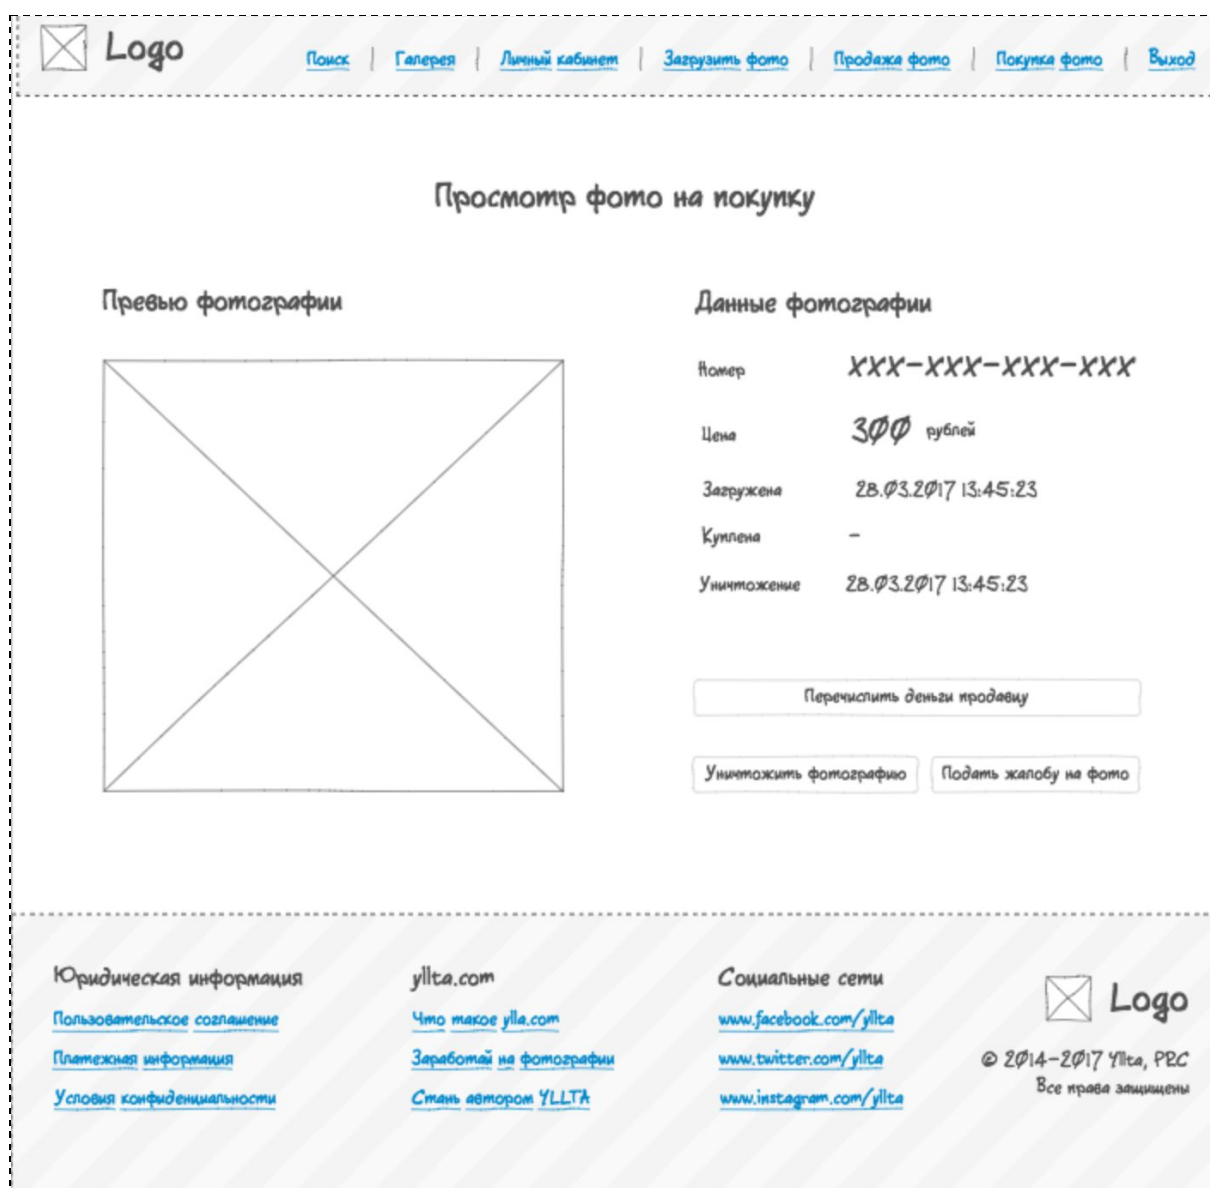 Logo
Поиск | Галерея | Личный кабинет | Загрузить фото | Продажа фото | Покупка фото | Выход
Просмотр фото на покупку
Превью фотографии
Данные фотографии
Номер XXX-XXX-XXX-XXX
Цена 300 рублей
Загружена 28.03.2017 13:45:23
Куплена -
Уничтожение 28.03.2017 13:45:23
Перечислить деньги продавцу
Уничтожить фотографию
Подать жалобу на фото
Юридическая информация
Пользовательское соглашение
Платежная информация
Условия конфиденциальности
yllta.com
Что такое ylla.com
Заработай на фотографии
Стань автором YLLTA
Социальные сети
www.facebook.com/yllta
www.twitter.com/yllta
www.instagram.com/yllta
Logo
© 2014-2017 Yllta, PRC
Все права защищены